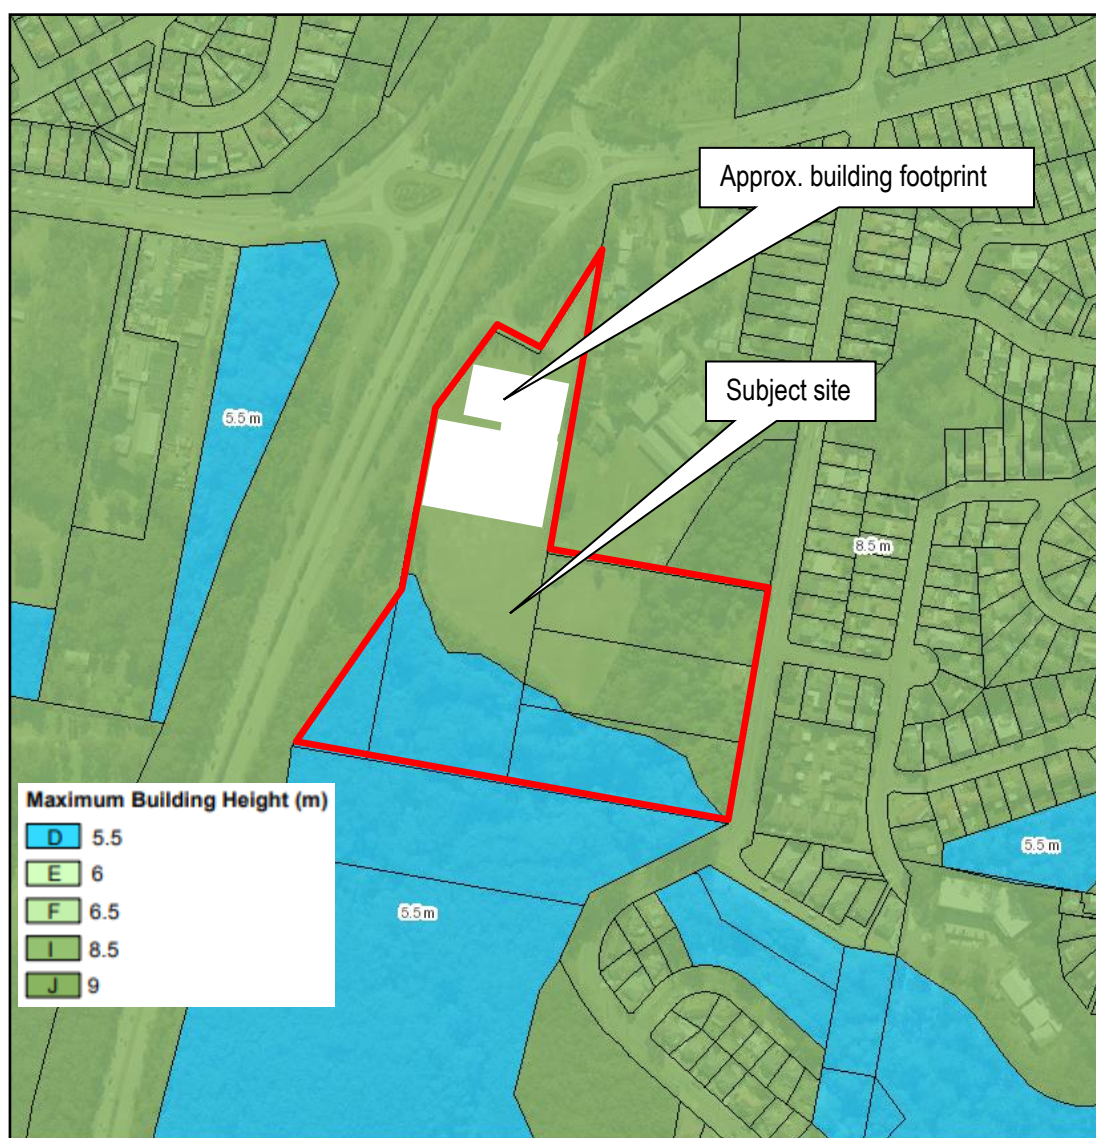 Approx. building footprint
Subject site
5.5 m
8.5 m
Maximum Building Height (m)
D 5.5
E 6
F 6.5
I 8.5
J 9
5.5 m
5.5 m